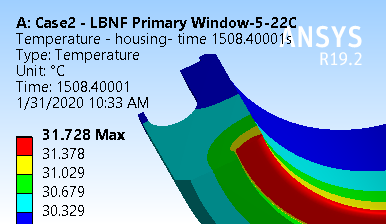 A: Case2 - LBNF Primary Window-5-22C
Temperature - housing- time 1508.40001s
Type: Temperature
Unit: °C
Time: 1508.40001
1/31/2020 10:33 AM
ANSYS
R19.2
31.728 Max
31.378
31.029
30.679
30.329